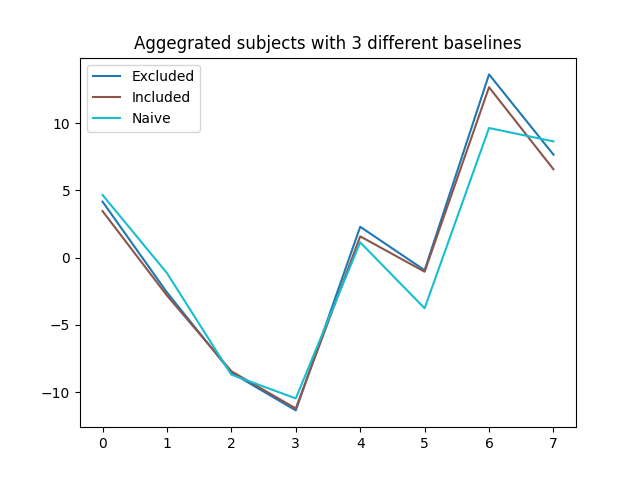 Aggegrated subjects with 3 different baselines
Excluded
Included
Naive
10
5
0
−5
−10
0 1 2 3 4 5 6 7